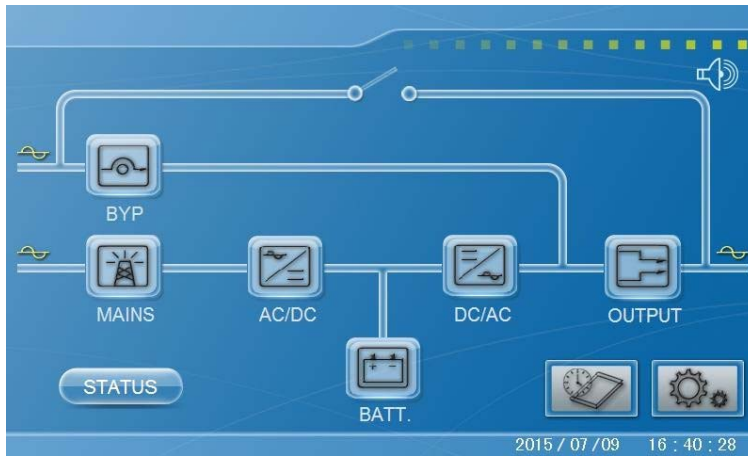 BYP
MAINS AC/DC DC/AC OUTPUT
STATUS
BATT.
2015 / 07 / 09 16 : 40 : 28